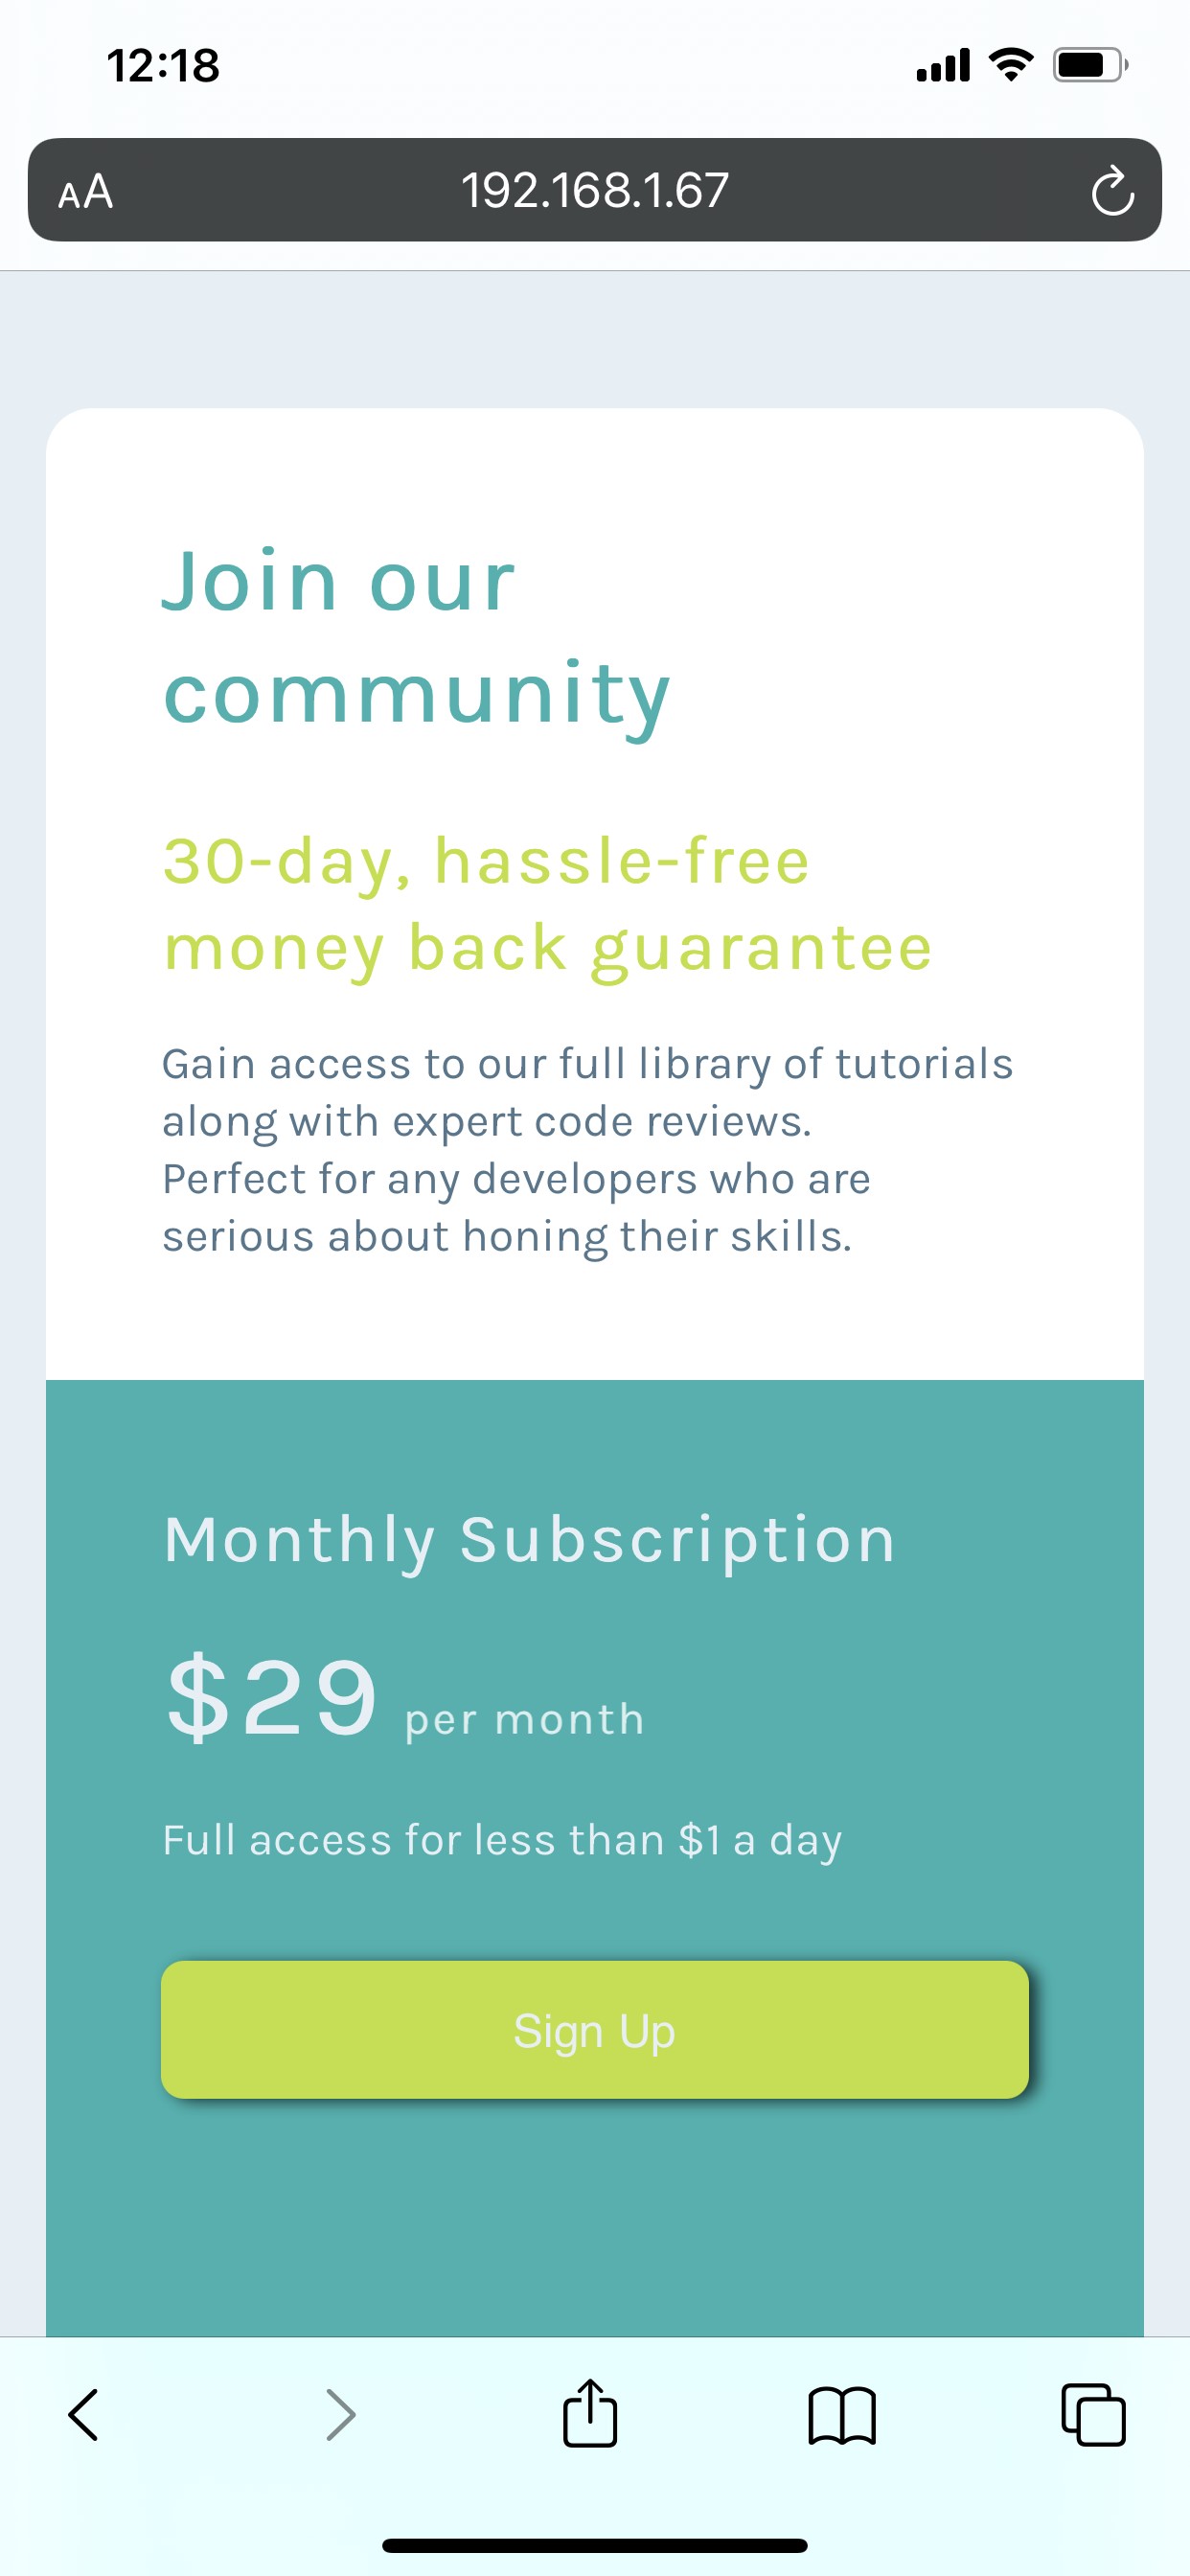 12:18
AA 192.168.1.67
Join our
community
30-day, hassle-free
money back guarantee
Gain access to our full library of tutorials
along with expert code reviews.
Perfect for any developers who are
serious about honing their skills.
Monthly Subscription
$29 per month
Full access for less than $1 a day
Sign Up